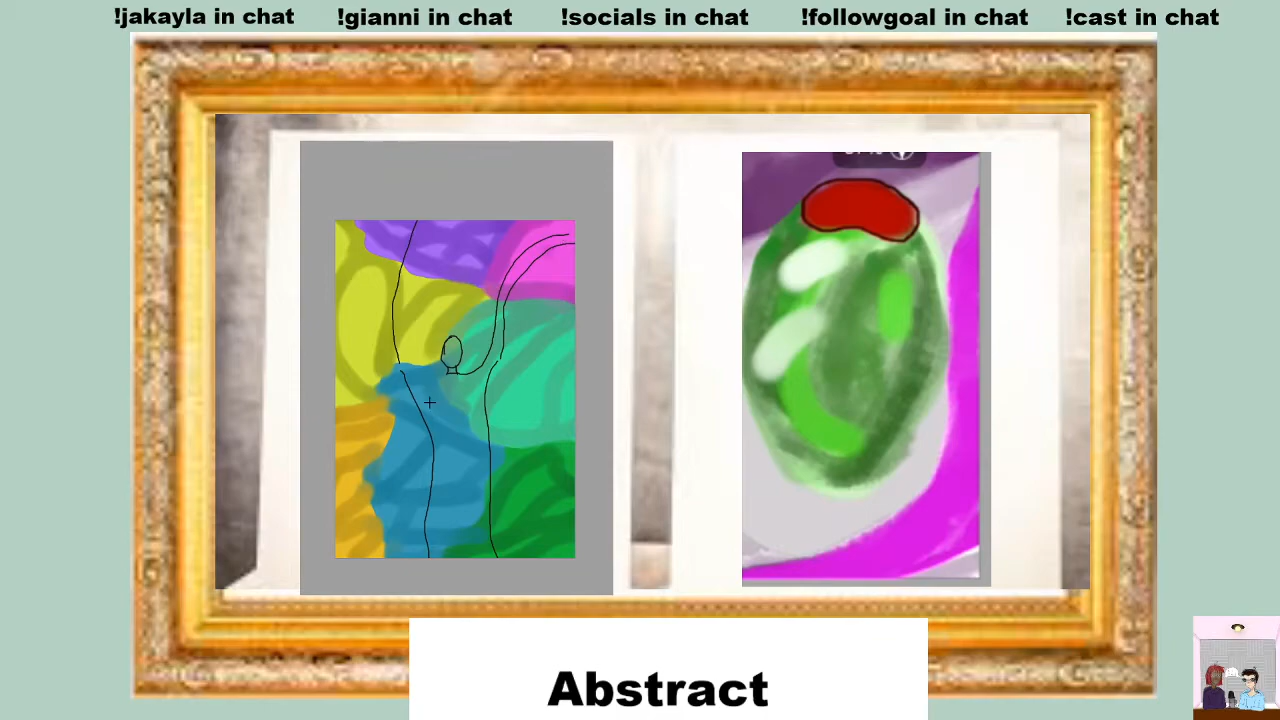 !jakayla in chat !gianni in chat !socials in chat !followgoal in chat !cast in chat
Abstract